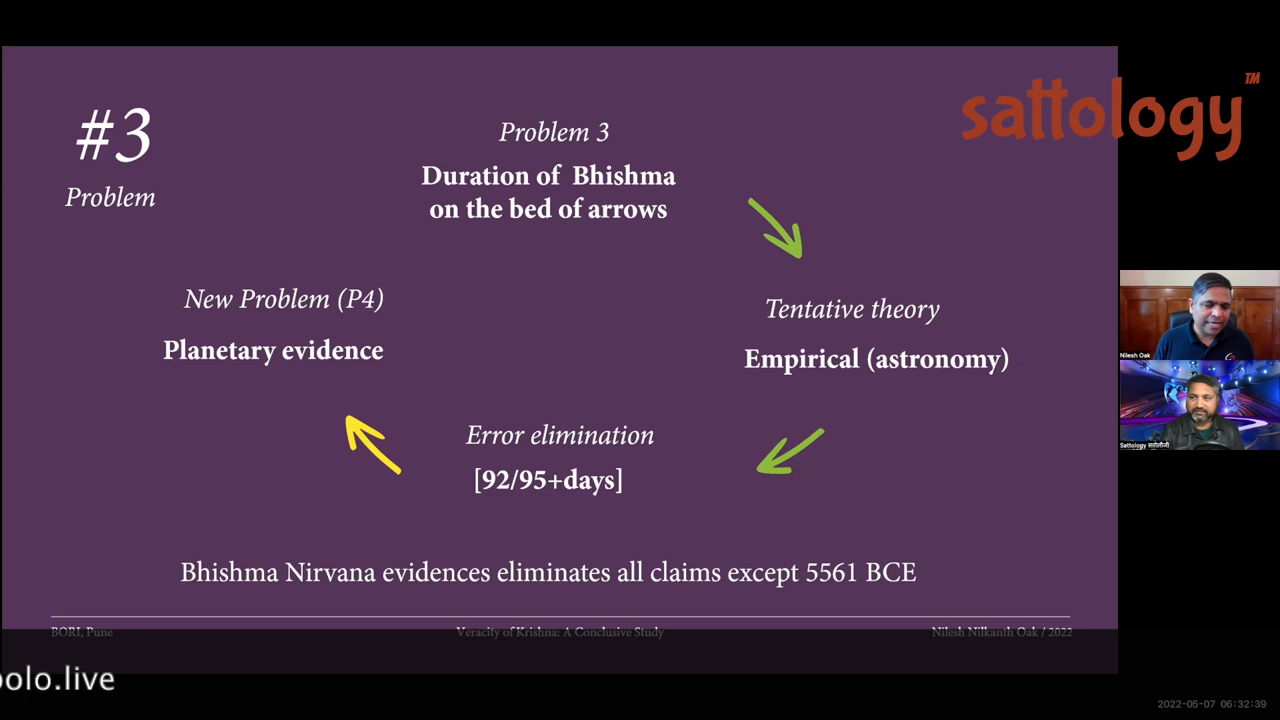 sattology™
#3
Problem
Problem 3
Duration of Bhishma
on the bed of arrows
New Problem (P4)
Planetary evidence
Tentative theory
Empirical (astronomy)
Error elimination
[92/95+days]
Bhishma Nirvana evidences eliminates all claims except 5561 BCE
BORI, Pune
Veracity of Krishna: A Conclusive Study
Nilesh Nilkanth Oak / 2022
Nilesh Oak
Sattology सत्तोलॉजी
olo.live
2022-05-07 06:32:39